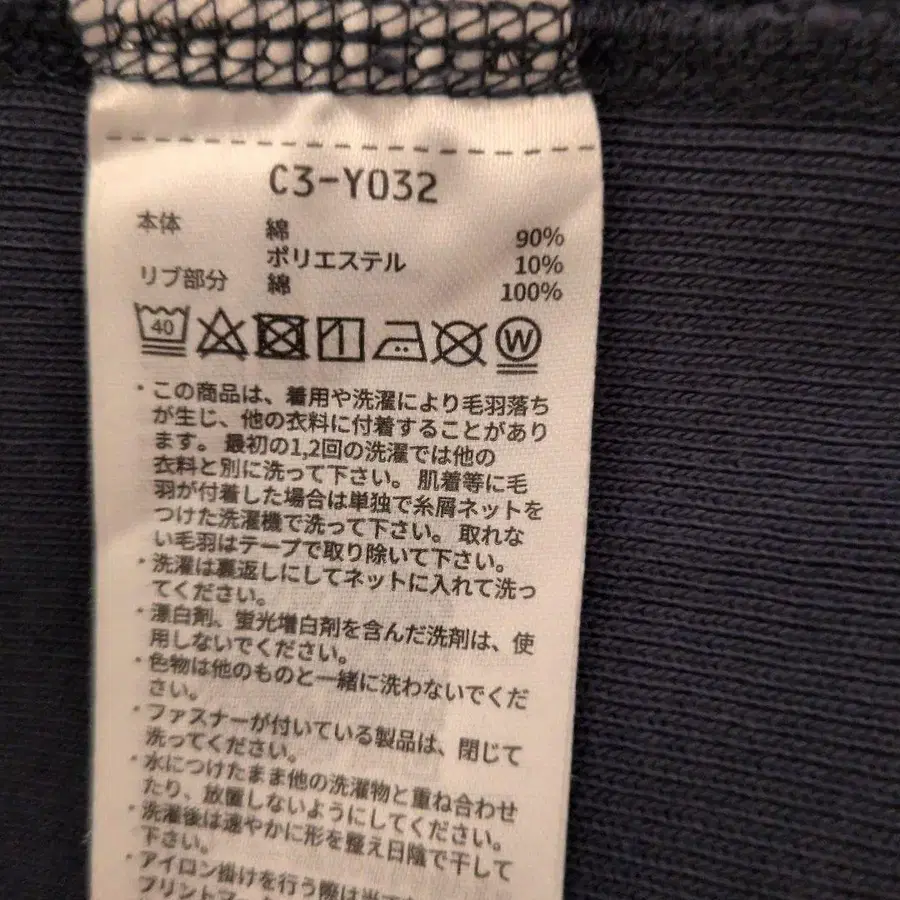 C3-Y032
本体 綿 90%
ポリエステル 10%
リブ部分 綿 100%
40 W
・この商品は、着用や洗濯により毛羽落ち
が生じ、他の衣料に付着することがあり
ます。最初の1,2回の洗濯では他の
衣料と別に洗って下さい。肌着等に毛
羽が付着した場合は単独で糸屑ネットを
つけた洗濯機で洗って下さい。取れな
い毛羽はテープで取り除いて下さい。
・洗濯は裏返しにしてネットに入れて洗っ
てください。
・漂白剤、蛍光増白剤を含んだ洗剤は、使
用しないでください。
・色物は他のものと一緒に洗わないでくだ
さい。
・ファスナーが付いている製品は、閉じて
洗ってください。
・水につけたまま他の洗濯物と重ね合わせ
たり、放置しないようにしてください。
・洗濯後は速やかに形を整え日陰で干して
下さい。
・アイロン掛けを行う際は当て
プリント